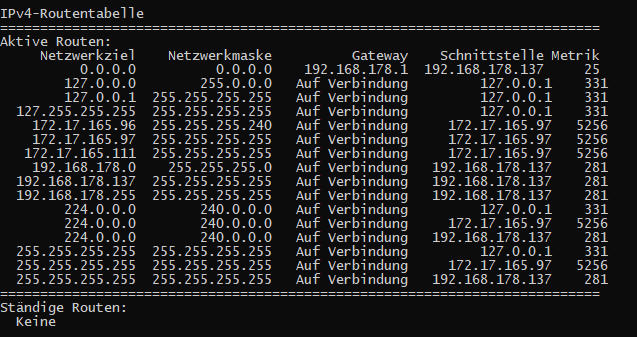 IPv4-Routentabelle
===========================================================================
Aktive Routen:
     Netzwerkziel    Netzwerkmaske          Gateway    Schnittstelle Metrik
          0.0.0.0          0.0.0.0    192.168.178.1  192.168.178.137     25
        127.0.0.0        255.0.0.0   Auf Verbindung         127.0.0.1    331
        127.0.0.1  255.255.255.255   Auf Verbindung         127.0.0.1    331
  127.255.255.255  255.255.255.255   Auf Verbindung         127.0.0.1    331
    172.17.165.96  255.255.255.240   Auf Verbindung     172.17.165.97   5256
    172.17.165.97  255.255.255.255   Auf Verbindung     172.17.165.97   5256
   172.17.165.111  255.255.255.255   Auf Verbindung     172.17.165.97   5256
    192.168.178.0    255.255.255.0   Auf Verbindung   192.168.178.137    281
  192.168.178.137  255.255.255.255   Auf Verbindung   192.168.178.137    281
  192.168.178.255  255.255.255.255   Auf Verbindung   192.168.178.137    281
        224.0.0.0        240.0.0.0   Auf Verbindung         127.0.0.1    331
        224.0.0.0        240.0.0.0   Auf Verbindung     172.17.165.97   5256
        224.0.0.0        240.0.0.0   Auf Verbindung   192.168.178.137    281
  255.255.255.255  255.255.255.255   Auf Verbindung         127.0.0.1    331
  255.255.255.255  255.255.255.255   Auf Verbindung     172.17.165.97   5256
  255.255.255.255  255.255.255.255   Auf Verbindung   192.168.178.137    281
===========================================================================
Ständige Routen:
  Keine